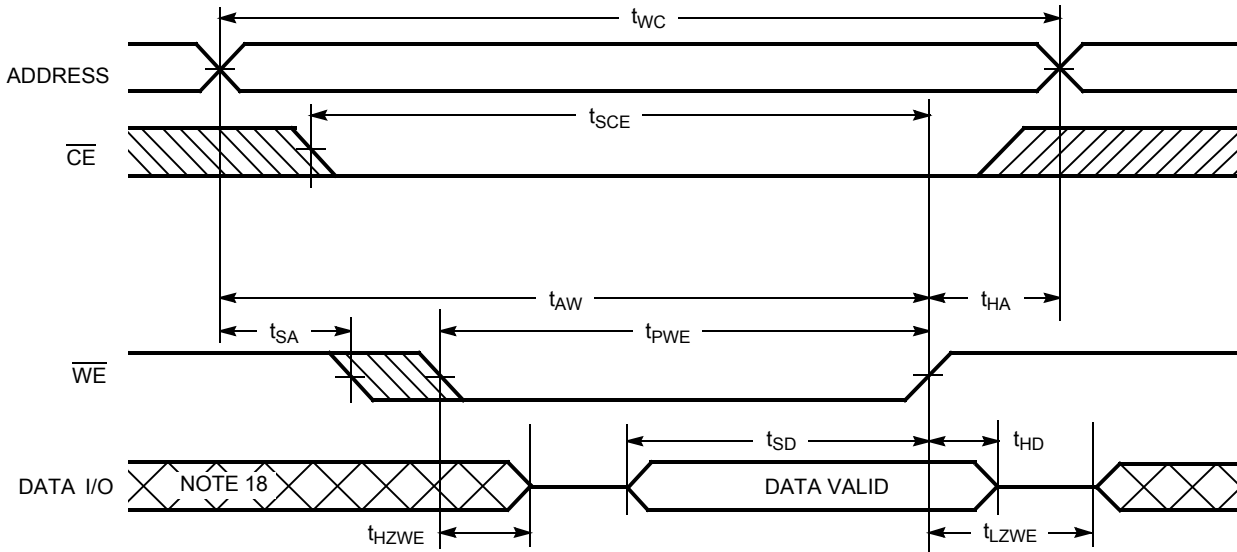 tWC
ADDRESS
tSCE
CE
tAW
tHA
tSA
tPWE
WE
tSD
tHD
DATA I/O
NOTE 18
DATA VALID
tHZWE
tLZWE